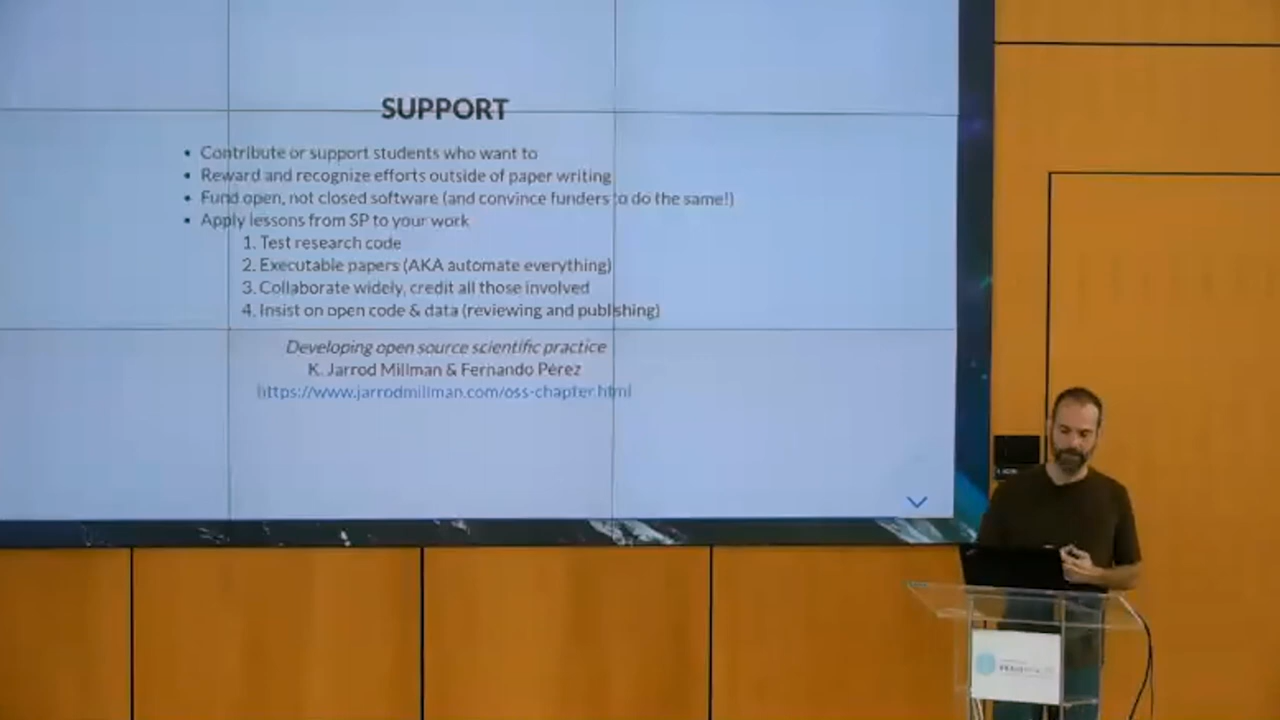 SUPPORT
• Contribute or support students who want to
• Reward and recognize efforts outside of paper writing
• Fund open, not closed software (and convince funders to do the same!)
• Apply lessons from SP to your work
1. Test research code
2. Executable papers (AKA automate everything)
3. Collaborate widely, credit all those involved
4. Insist on open code & data (reviewing and publishing)
Developing open source scientific practice
K. Jarrod Millman & Fernando Pérez
https://www.jarrodmillman.com/oss-chapter.html